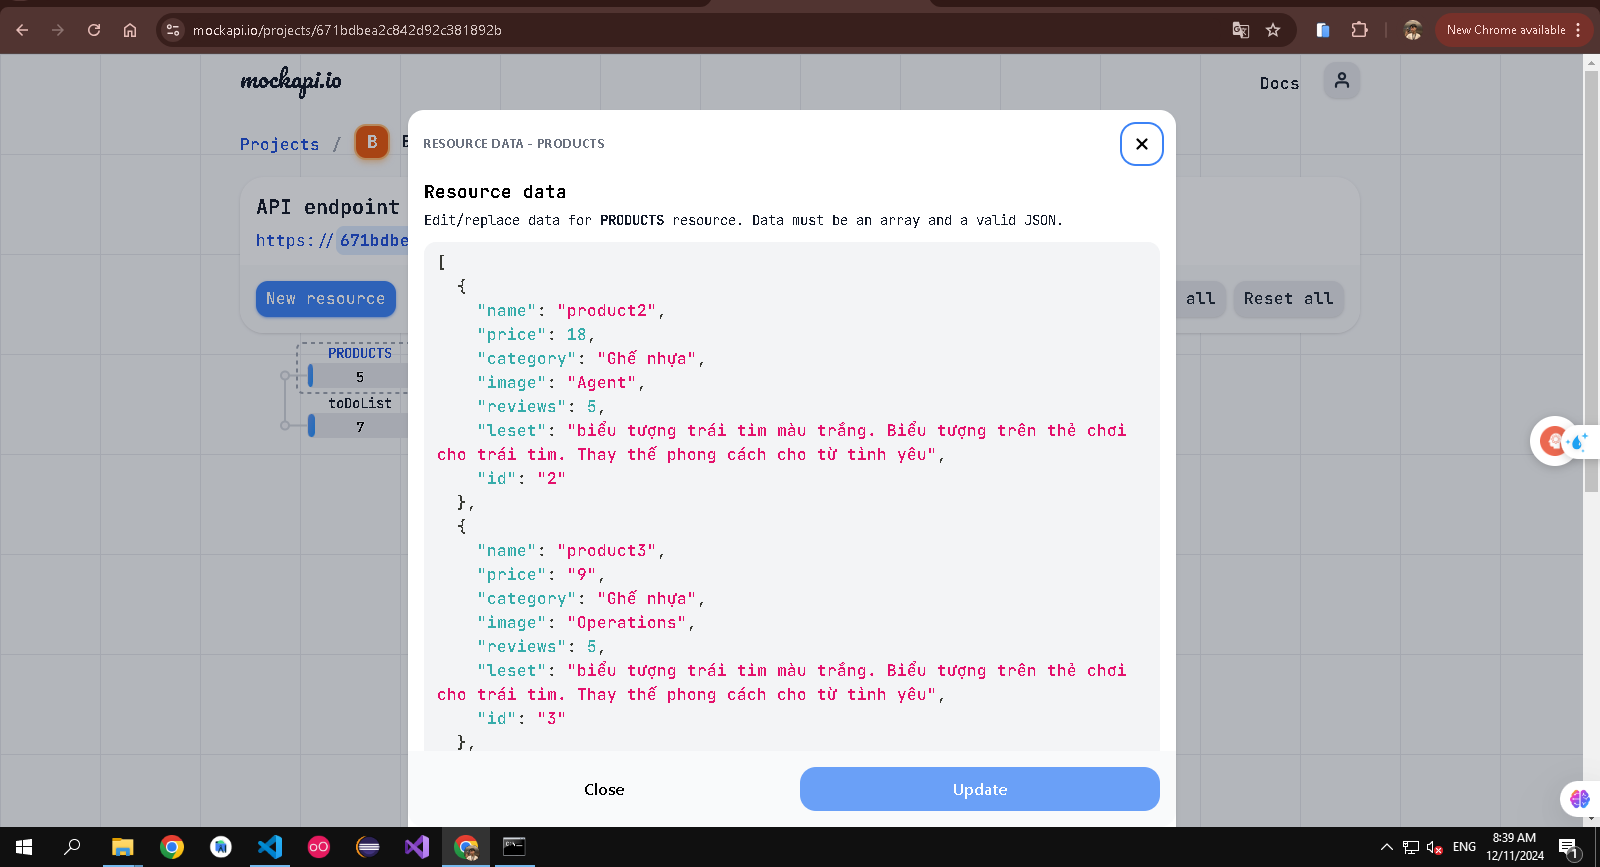 mockapi.io/projects/671bdbea2c842d92c381892b
New Chrome available
mockapi.io
Docs
Projects / B
API endpoint
https://671bdbe
New resource
all
Reset all
PRODUCTS
5
toDoList
7
RESOURCE DATA - PRODUCTS
Resource data
Edit/replace data for PRODUCTS resource. Data must be an array and a valid JSON.
[
{
"name": "product2",
"price": 18,
"category": "Ghế nhựa",
"image": "Agent",
"reviews": 5,
"leset": "biểu tượng trái tim màu trắng. Biểu tượng trên thẻ chơi
cho trái tim. Thay thế phong cách cho từ tình yêu",
"id": "2"
},
{
"name": "product3",
"price": "9",
"category": "Ghế nhựa",
"image": "Operations",
"reviews": 5,
"leset": "biểu tượng trái tim màu trắng. Biểu tượng trên thẻ chơi
cho trái tim. Thay thế phong cách cho từ tình yêu",
"id": "3"
},
Close
Update
ENG
8:39 AM
12/11/2024
1